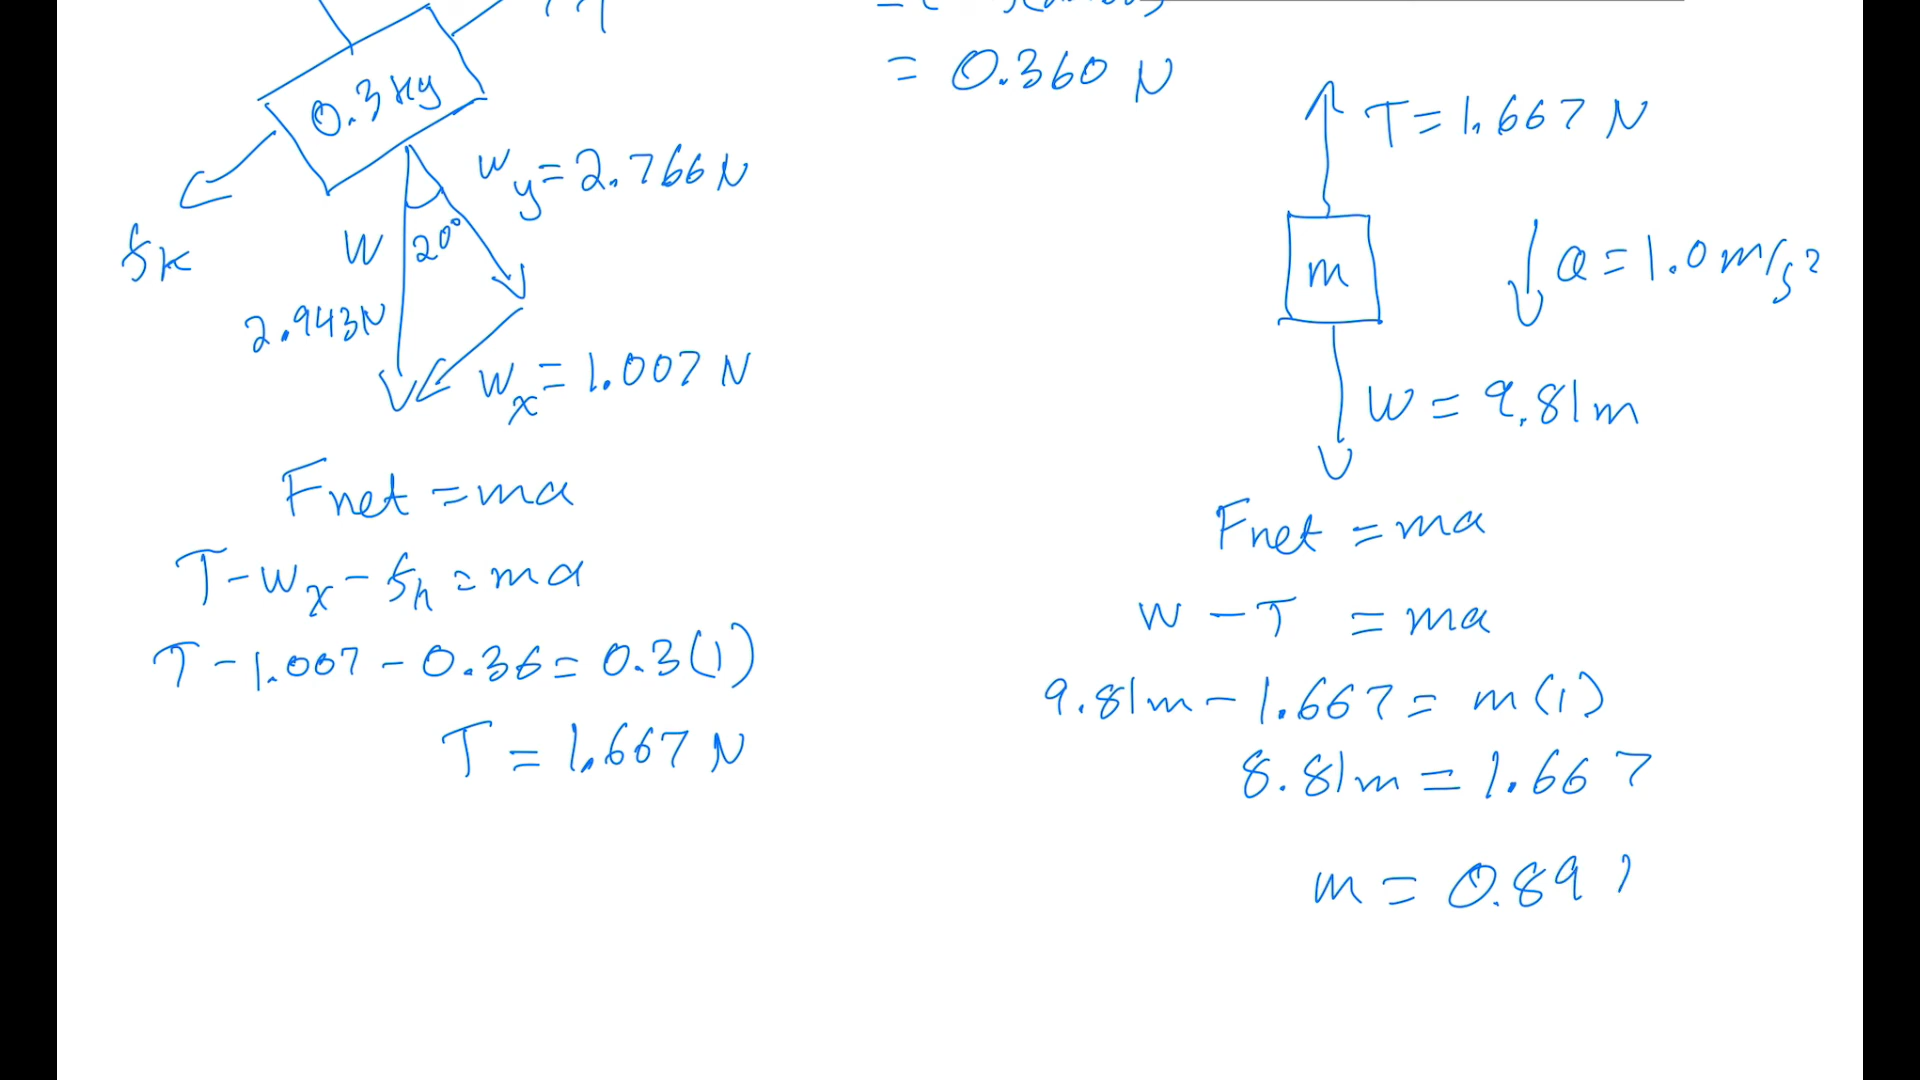 = 0.360 N
0.3 kg
fk
W
20°
2.943N
Wy = 2.766 N
Wx = 1.007 N
Fnet = ma
T - Wx - fk = ma
T - 1.007 - 0.36 = 0.3(1)
T = 1.667 N
T = 1.667 N
m
a = 1.0 m/s²
W = 9.81m
Fnet = ma
W - T = ma
9.81m - 1.667 = m(1)
8.81m = 1.667
m = 0.89